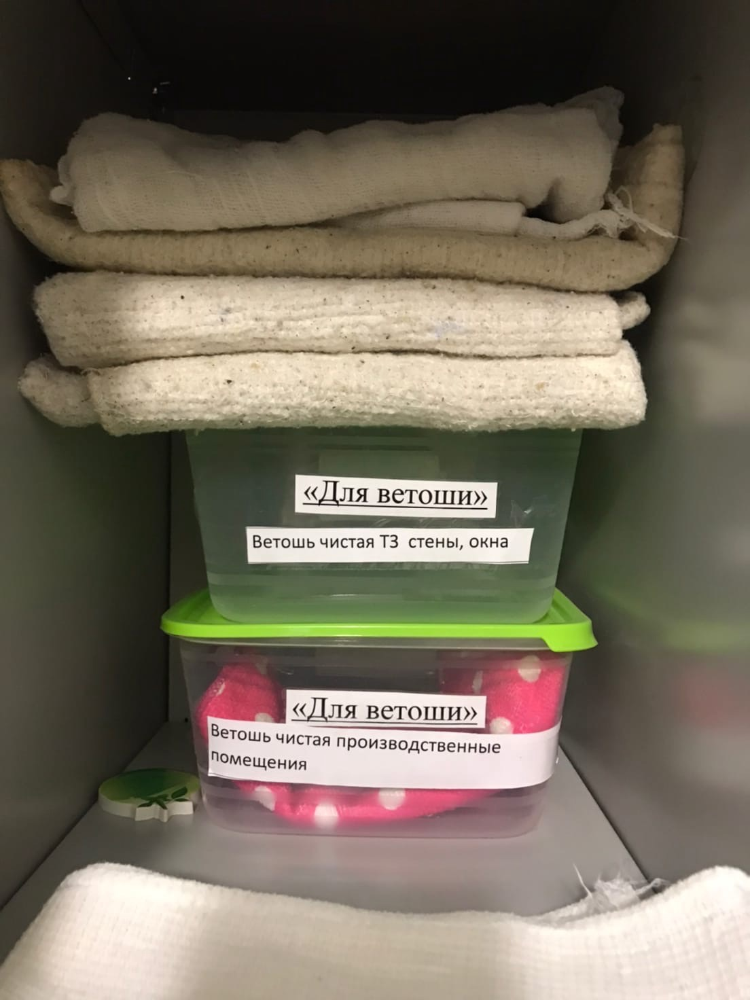 «Для ветоши»
Ветошь чистая ТЗ стены, окна
«Для ветоши»
Ветошь чистая производственные
помещения